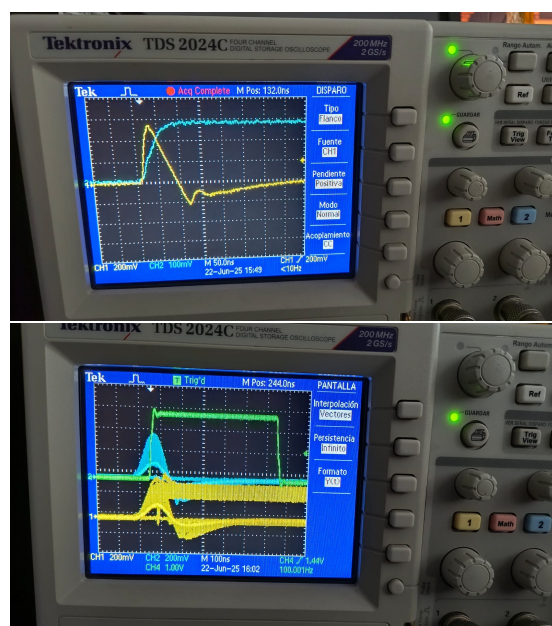 Tektronix TDS 2024C FOUR CHANNEL DIGITAL STORAGE OSCILLOSCOPE 200 MHz 2 GS/s
Tek Acq Complete M Pos: 132.0ns DISPARO
Tipo
Flanco
Fuente
CH1
Pendiente
Positiva
Modo
Normal
Acoplamiento
CC
CH1 200mV CH2 100mV M 50.0ns CH1 200mV
22-Jun-25 15:49 <10Hz
Rango Autom.
Ref
GUARDAR
Trig View
1 Math 2
1
Tektronix TDS 2024C FOUR CHANNEL DIGITAL STORAGE OSCILLOSCOPE 200 MHz 2 GS/s
Tek Trig'd M Pos: 244.0ns PANTALLA
Interpolación
Vectores
Persistencia
Infinito
Formato
Y(t)
2
1
CH1 200mV CH2 200mV M 100ns CH4 1.44V
CH4 1.00V 22-Jun-25 16:02 100.001Hz
Rango Autom
Ref
GUARDAR
Trig View
1 Math 2
1 2